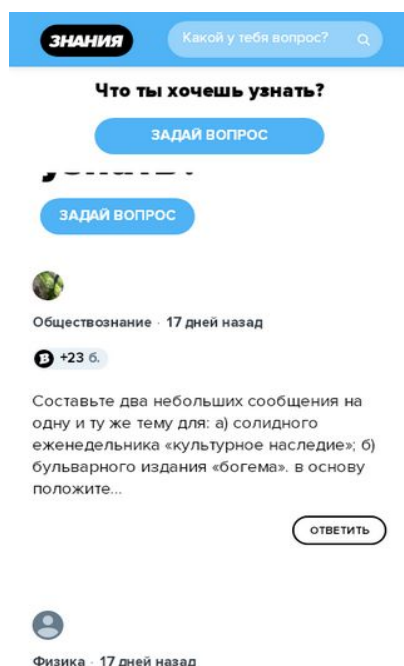 ЗНАНИЯ
Какой у тебя вопрос?
Что ты хочешь узнать?
ЗАДАЙ ВОПРОС
ЗАДАЙ ВОПРОС
Обществознание · 17 дней назад
+23 б.
Составьте два небольших сообщения на
одну и ту же тему для: а) солидного
еженедельника «культурное наследие»; б)
бульварного издания «богема». в основу
положите...
ОТВЕТИТЬ
Физика · 17 дней назад